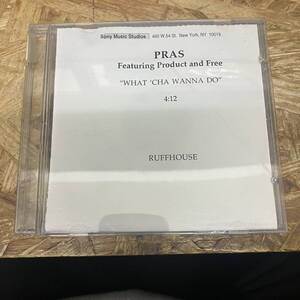 Sony Music Studios 460 W.54 St. New York, NY 10019
PRAS
Featuring Product and Free
"WHAT 'CHA WANNA DO"
4:12
RUFFHOUSE